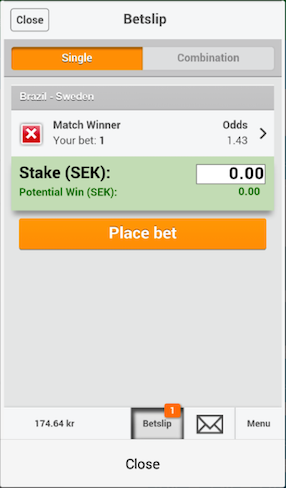 Close
Betslip
Single
Combination
Brazil - Sweden
Match Winner
Odds
Your bet: 1
1.43
Stake (SEK):
0.00
Potential Win (SEK):
0.00
Place bet
174.64 kr
Betslip
1
Menu
Close